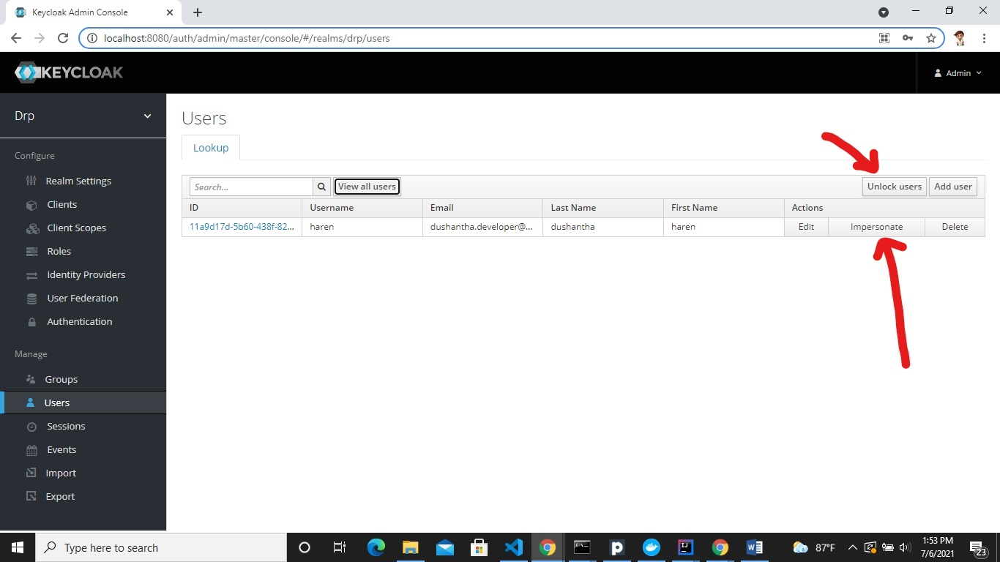 Keycloak Admin Console
localhost:8080/auth/admin/master/console/#/realms/drp/users
KEYCLOAK
Admin
Drp
Configure
Realm Settings
Clients
Client Scopes
Roles
Identity Providers
User Federation
Authentication
Manage
Groups
Users
Sessions
Events
Import
Export
Users
Lookup
Search... View all users Unlock users Add user
ID Username Email Last Name First Name Actions
11a9d17d-5b60-438f-82... haren dushantha.developer@... dushantha haren Edit Impersonate Delete
Type here to search
87°F
1:53 PM
7/6/2021
23